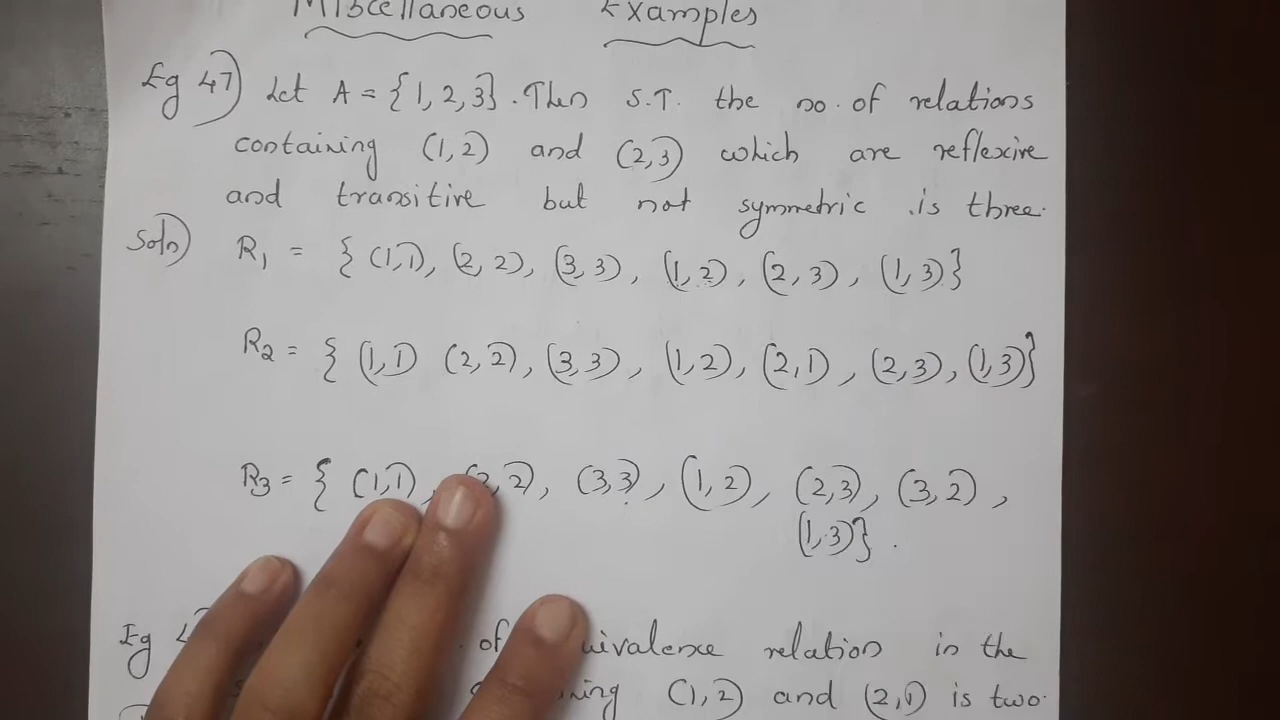 Miscellaneous Examples
Eg 47) Let A = {1, 2, 3}. Then S.T. the no. of relations
containing (1, 2) and (2, 3) which are reflexive
and transitive but not symmetric is three.
Soln) R1 = { (1,1), (2, 2), (3, 3), (1, 2), (2, 3), (1, 3)}
R2 = { (1,1) (2, 2), (3, 3), (1, 2), (2, 1), (2, 3), (1, 3)}
R3 = { (1,1), (2, 2), (3,3), (1, 2), (2,3), (3, 2),
(1, 3)}.
Eg of relation in the
(1, 2) and (2, 1) is two.